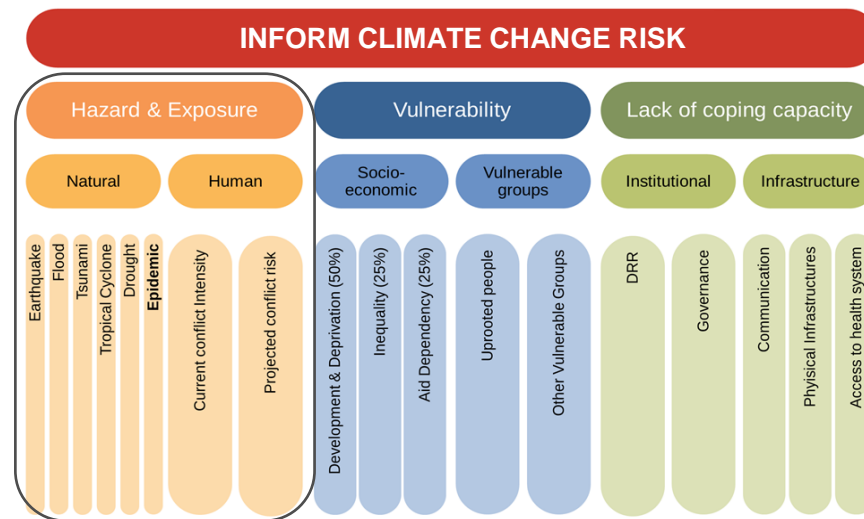 INFORM CLIMATE CHANGE RISK
Hazard & Exposure
Vulnerability
Lack of coping capacity
Natural
Human
Socio-
economic
Vulnerable
groups
Institutional
Infrastructure
Earthquake
Flood
Tsunami
Tropical Cyclone
Drought
Epidemic
Current conflict Intensity
Projected conflict risk
Development & Deprivation (50%)
Inequality (25%)
Aid Dependency (25%)
Uprooted people
Other Vulnerable Groups
DRR
Governance
Communication
Phyisical Infrastructures
Access to health system